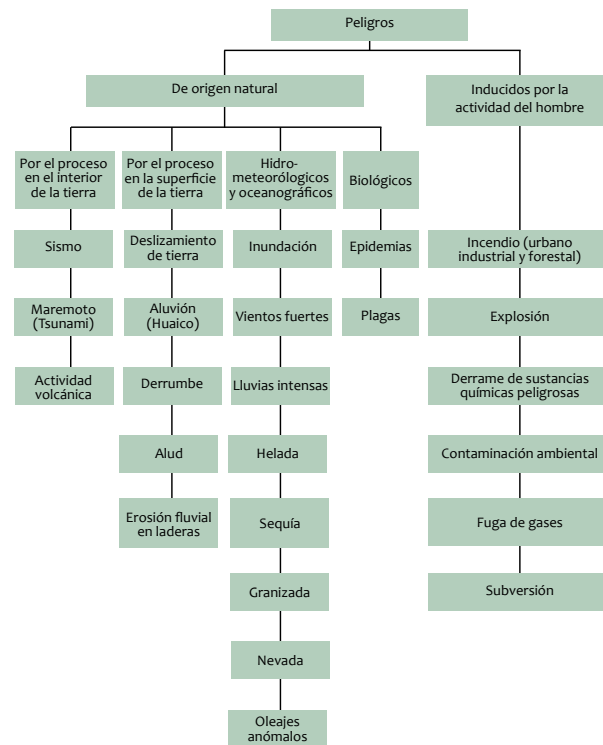 Peligros
De origen natural
Inducidos por la
actividad del hombre
Por el proceso
en el interior
de la tierra
Por el proceso
en la superficie
de la tierra
Hidro-
meteorólogicos
y oceanográficos
Biológicos
Sismo
Deslizamiento
de tierra
Inundación
Epidemias
Incendio (urbano
industrial y forestal)
Maremoto
(Tsunami)
Aluvión
(Huaico)
Vientos fuertes
Plagas
Explosión
Actividad
volcánica
Derrumbe
Lluvias intensas
Derrame de sustancias
químicas peligrosas
Alud
Helada
Contaminación ambiental
Erosión fluvial
en laderas
Sequía
Fuga de gases
Granizada
Subversión
Nevada
Oleajes
anómalos